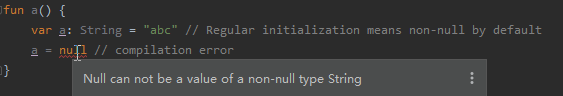 fun a() {
var a: String = "abc" // Regular initialization means non-null by default
a = null // compilation error
Null can not be a value of a non-null type String
}